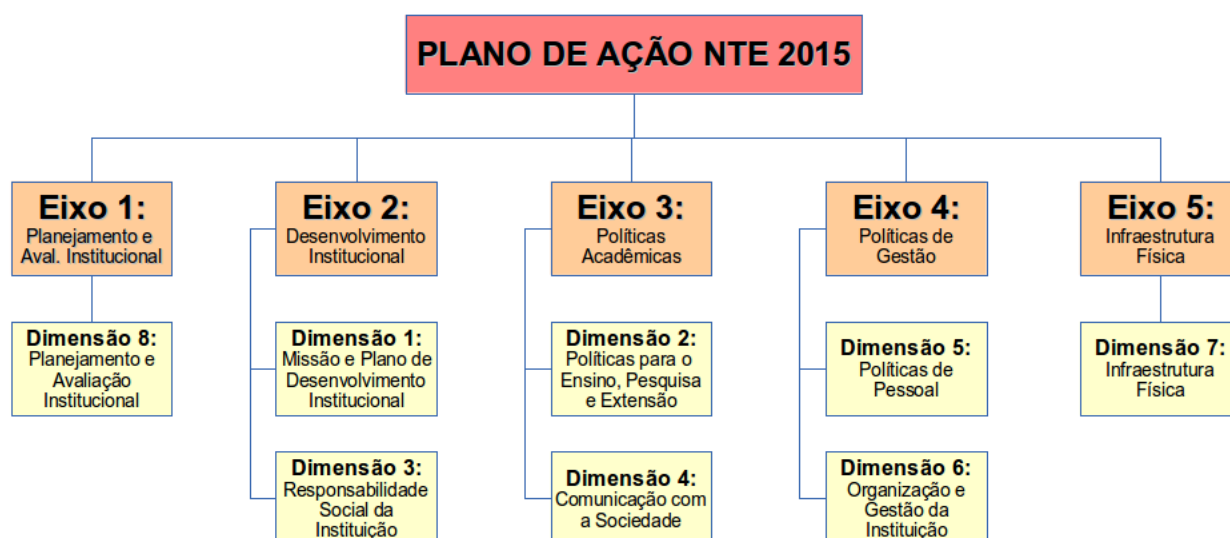 PLANO DE AÇÃO NTE 2015
Eixo 1:
Planejamento e
Aval. Institucional
Eixo 2:
Desenvolvimento
Institucional
Eixo 3:
Políticas
Acadêmicas
Eixo 4:
Políticas de
Gestão
Eixo 5:
Infraestrutura
Física
Dimensão 8:
Planejamento e
Avaliação
Institucional
Dimensão 1:
Missão e Plano de
Desenvolvimento
Institucional
Dimensão 2:
Políticas para o
Ensino, Pesquisa
e Extensão
Dimensão 5:
Políticas de
Pessoal
Dimensão 7:
Infraestrutura
Física
Dimensão 3:
Responsabilidade
Social da
Instituição
Dimensão 4:
Comunicação com
a Sociedade
Dimensão 6:
Organização e
Gestão da
Instituição